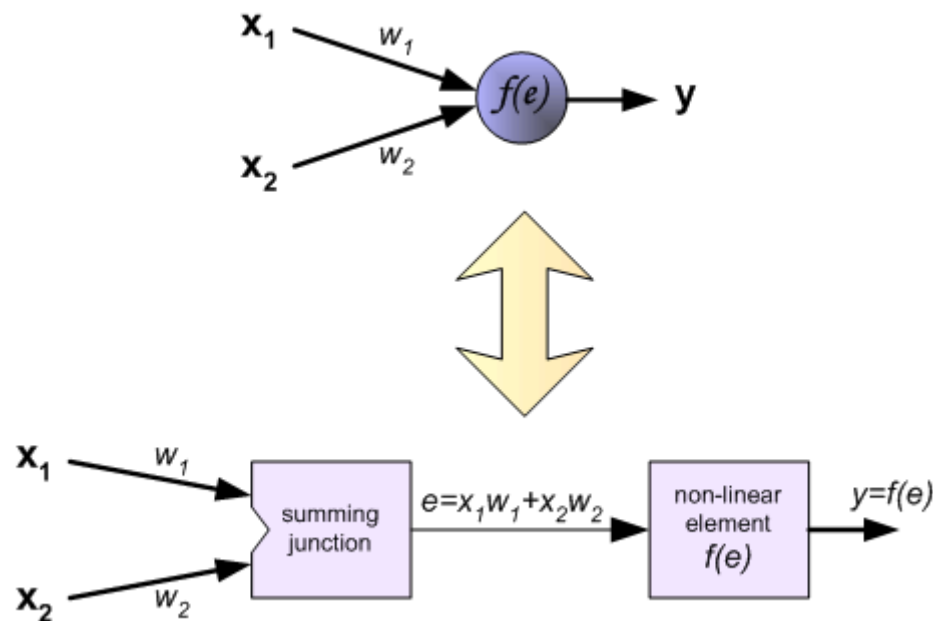 x₁
w₁
f(e)
y
w₂
x₂
x₁
w₁
summing
junction
e=x₁w₁+x₂w₂
non-linear
element
f(e)
y=f(e)
w₂
x₂